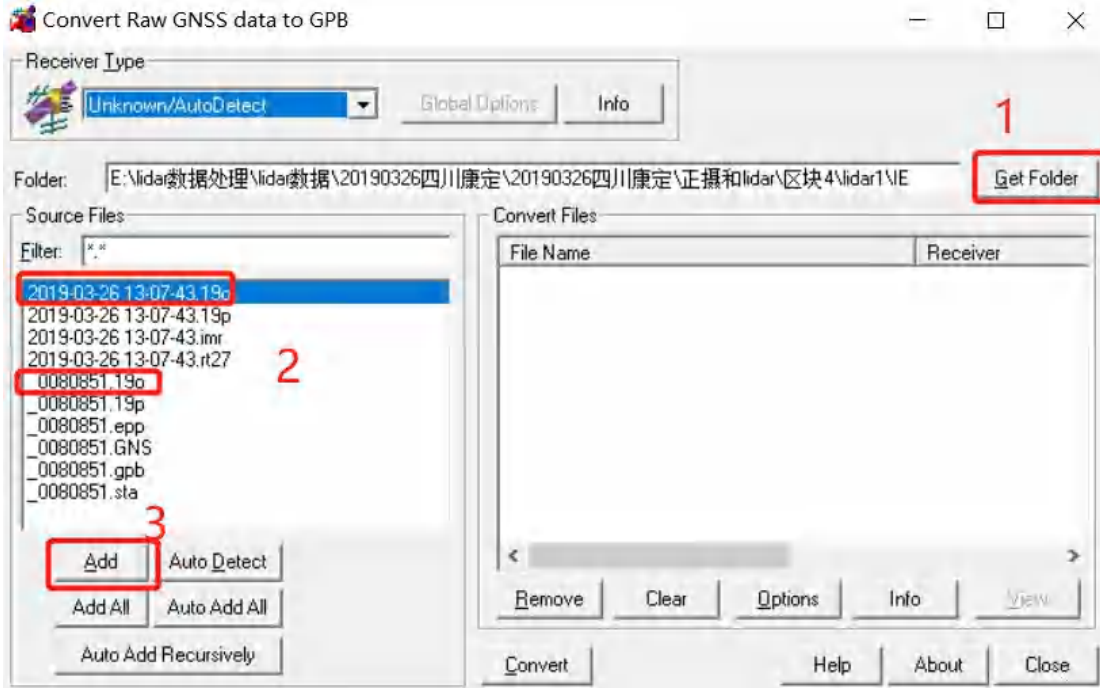 Convert Raw GNSS data to GPB
Receiver Type
Unknown/AutoDetect
Global Options
Info
1
Folder:
E:\lidar数据处理\lidar数据\20190326四川康定\20190326四川康定\正摄和lidar\区块4\lidar1\IE
Get Folder
Source Files
Filter:
*.*
2019-03-26 13-07-43.19o
2019-03-26 13-07-43.19p
2019-03-26 13-07-43.imr
2019-03-26 13-07-43.rt27
_0080851.19o
_0080851.19p
_0080851.epp
_0080851.GNS
_0080851.gpb
_0080851.sta
2
3
Add
Auto Detect
Add All
Auto Add All
Auto Add Recursively
Convert Files
File Name
Receiver
Remove
Clear
Options
Info
View
Convert
Help
About
Close